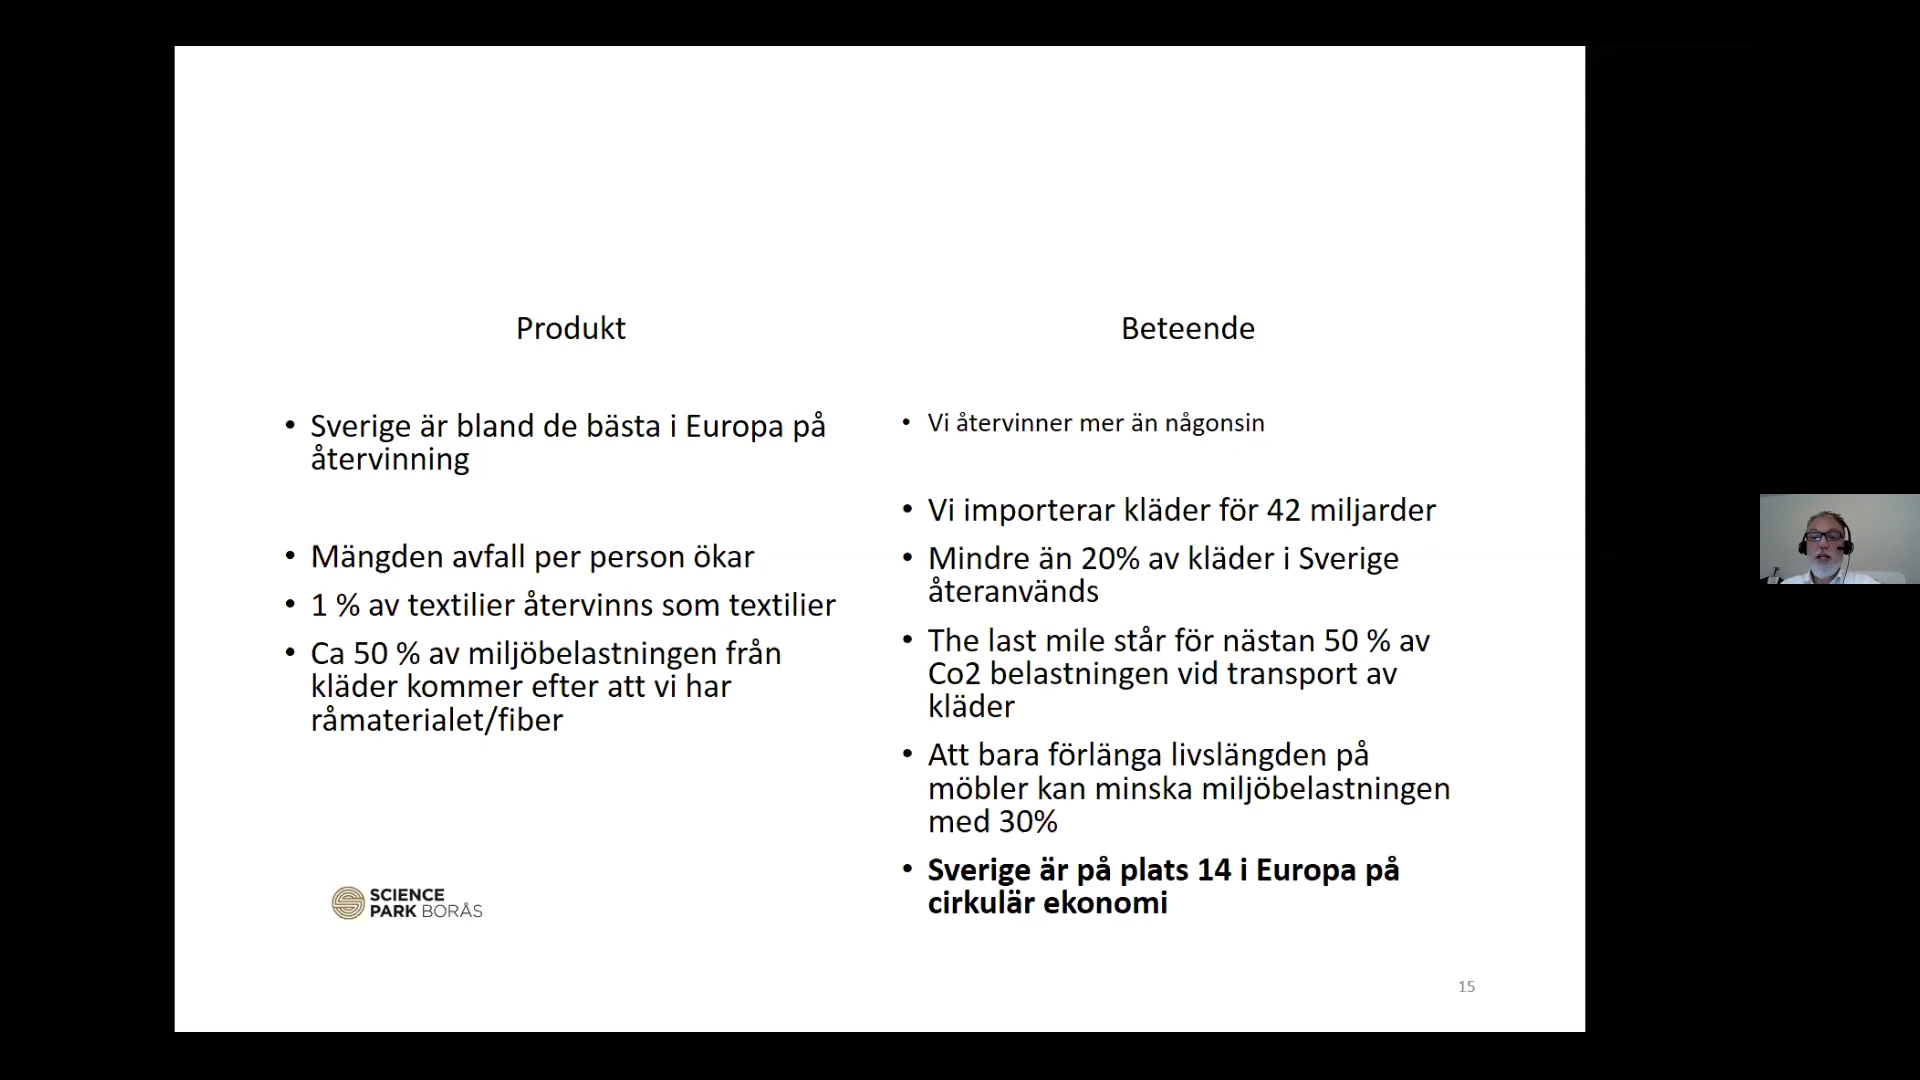 Produkt
• Sverige är bland de bästa i Europa på
återvinning
• Mängden avfall per person ökar
• 1 % av textilier återvinns som textilier
• Ca 50 % av miljöbelastningen från
kläder kommer efter att vi har
råmaterialet/fiber
Beteende
• Vi återvinner mer än någonsin
• Vi importerar kläder för 42 miljarder
• Mindre än 20% av kläder i Sverige
återanvänds
• The last mile står för nästan 50 % av
Co2 belastningen vid transport av
kläder
• Att bara förlänga livslängden på
möbler kan minska miljöbelastningen
med 30%
• Sverige är på plats 14 i Europa på
cirkulär ekonomi
SCIENCE
PARK BORÅS
15